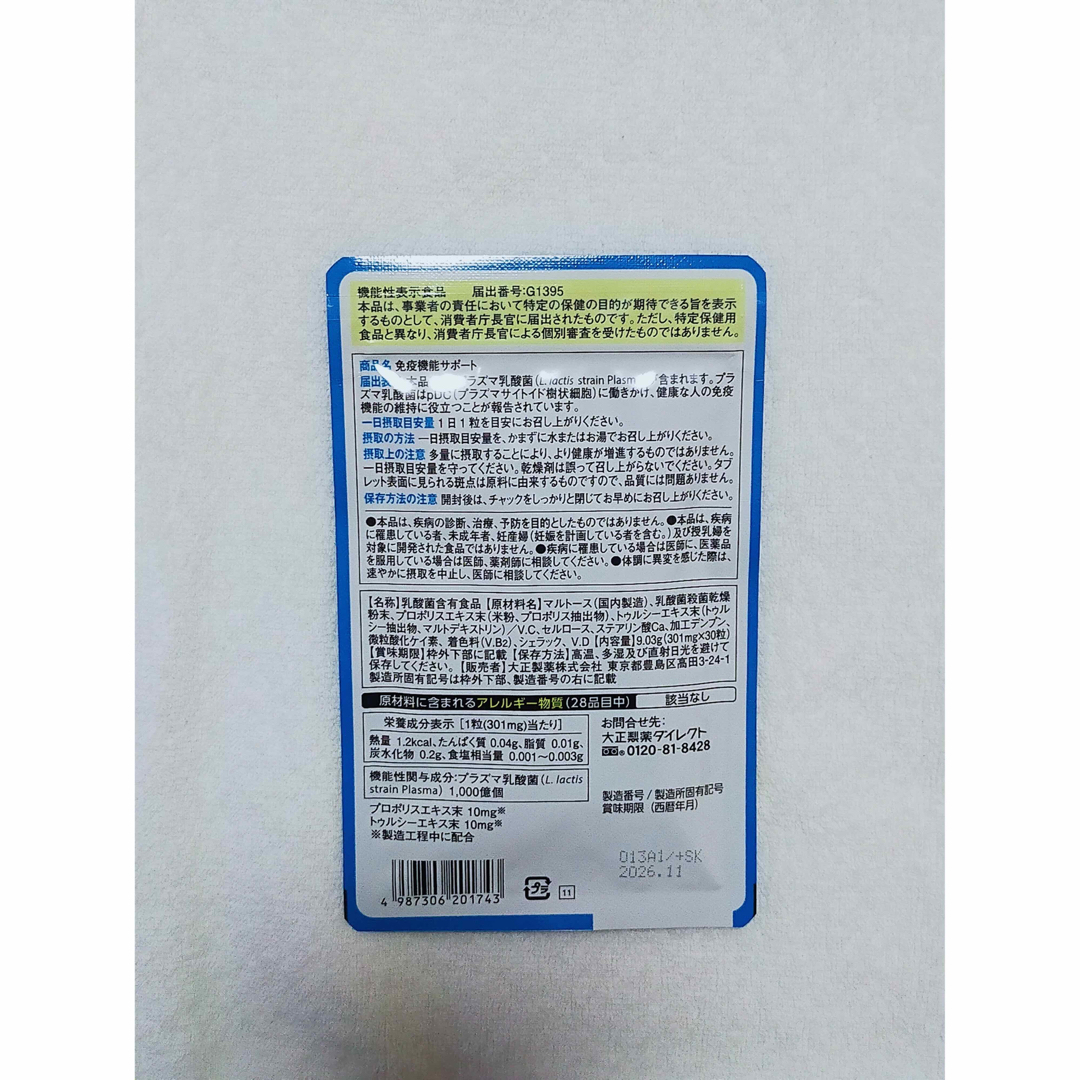 機能性表示食品 届出番号:G1395
本品は、事業者の責任において特定の保健の目的が期待できる旨を表示
するものとして、消費者庁長官に届出されたものです。ただし、特定保健用
食品と異なり、消費者庁長官による個別審査を受けたものではありません。
商品名 免疫機能サポート
届出表 本品 プラズマ乳酸菌(L. lactis strain Plasm が含まれます。プラ
ズマ乳酸菌はpDC(プラズマサイトイド樹状細胞)に働きかけ、健康な人の免疫
機能の維持に役立つことが報告されています。
一日摂取目安量 1日1粒を目安にお召し上がりください。
摂取の方法 一日摂取目安量を、かまずに水またはお湯でお召し上がりください。
摂取上の注意 多量に摂取することにより、より健康が増進するものではありません。
一日摂取目安量を守ってください。乾燥剤は誤って召し上がらないでください。タブ
レット表面に見られる斑点は原料に由来するものですので、品質には問題ありません。
保存方法の注意 開封後は、チャックをしっかりと閉じてお早めにお召し上がりください。
●本品は、疾病の診断、治療、予防を目的としたものではありません。●本品は、疾病
に罹患している者、未成年者、妊産婦(妊娠を計画している者を含む。)及び授乳婦を
対象に開発された食品ではありません。●疾病に罹患している場合は医師に、医薬品
を服用している場合は医師、薬剤師に相談してください。●体調に異変を感じた際は、
速やかに摂取を中止し、医師に相談してください。
【名称】乳酸菌含有食品【原材料名】マルトース(国内製造)、乳酸菌殺菌乾燥
粉末、プロポリスエキス末(米粉、プロポリス抽出物)、トゥルシーエキス末(トゥル
シー抽出物、マルトデキストリン)/V.C、セルロース、ステアリン酸Ca、加工デンプン、
微粒酸化ケイ素、着色料(V.B2)、シェラック、V.D【内容量】9.03g(301mg×30粒)
【賞味期限】枠外下部に記載【保存方法】高温、多湿及び直射日光を避けて
保存してください。【販売者】大正製薬株式会社 東京都豊島区高田3-24-1
製造所固有記号は枠外下部、製造番号の右に記載
原材料に含まれるアレルギー物質(28品目中) 該当なし
栄養成分表示 [1粒(301mg)当たり]
熱量 1.2kcal、たんぱく質 0.04g、脂質 0.01g、
炭水化物 0.2g、食塩相当量 0.001〜0.003g
機能性関与成分:プラズマ乳酸菌(L. lactis
strain Plasma) 1,000億個
プロポリスエキス末 10mg※
トゥルシーエキス末 10mg※
※製造工程中に配合
お問合せ先:
大正製薬ダイレクト
0120-81-8428
製造番号/製造所固有記号
賞味期限(西暦年月)
013A1/+SK
2026.11
4 987306 201743
プラ
11